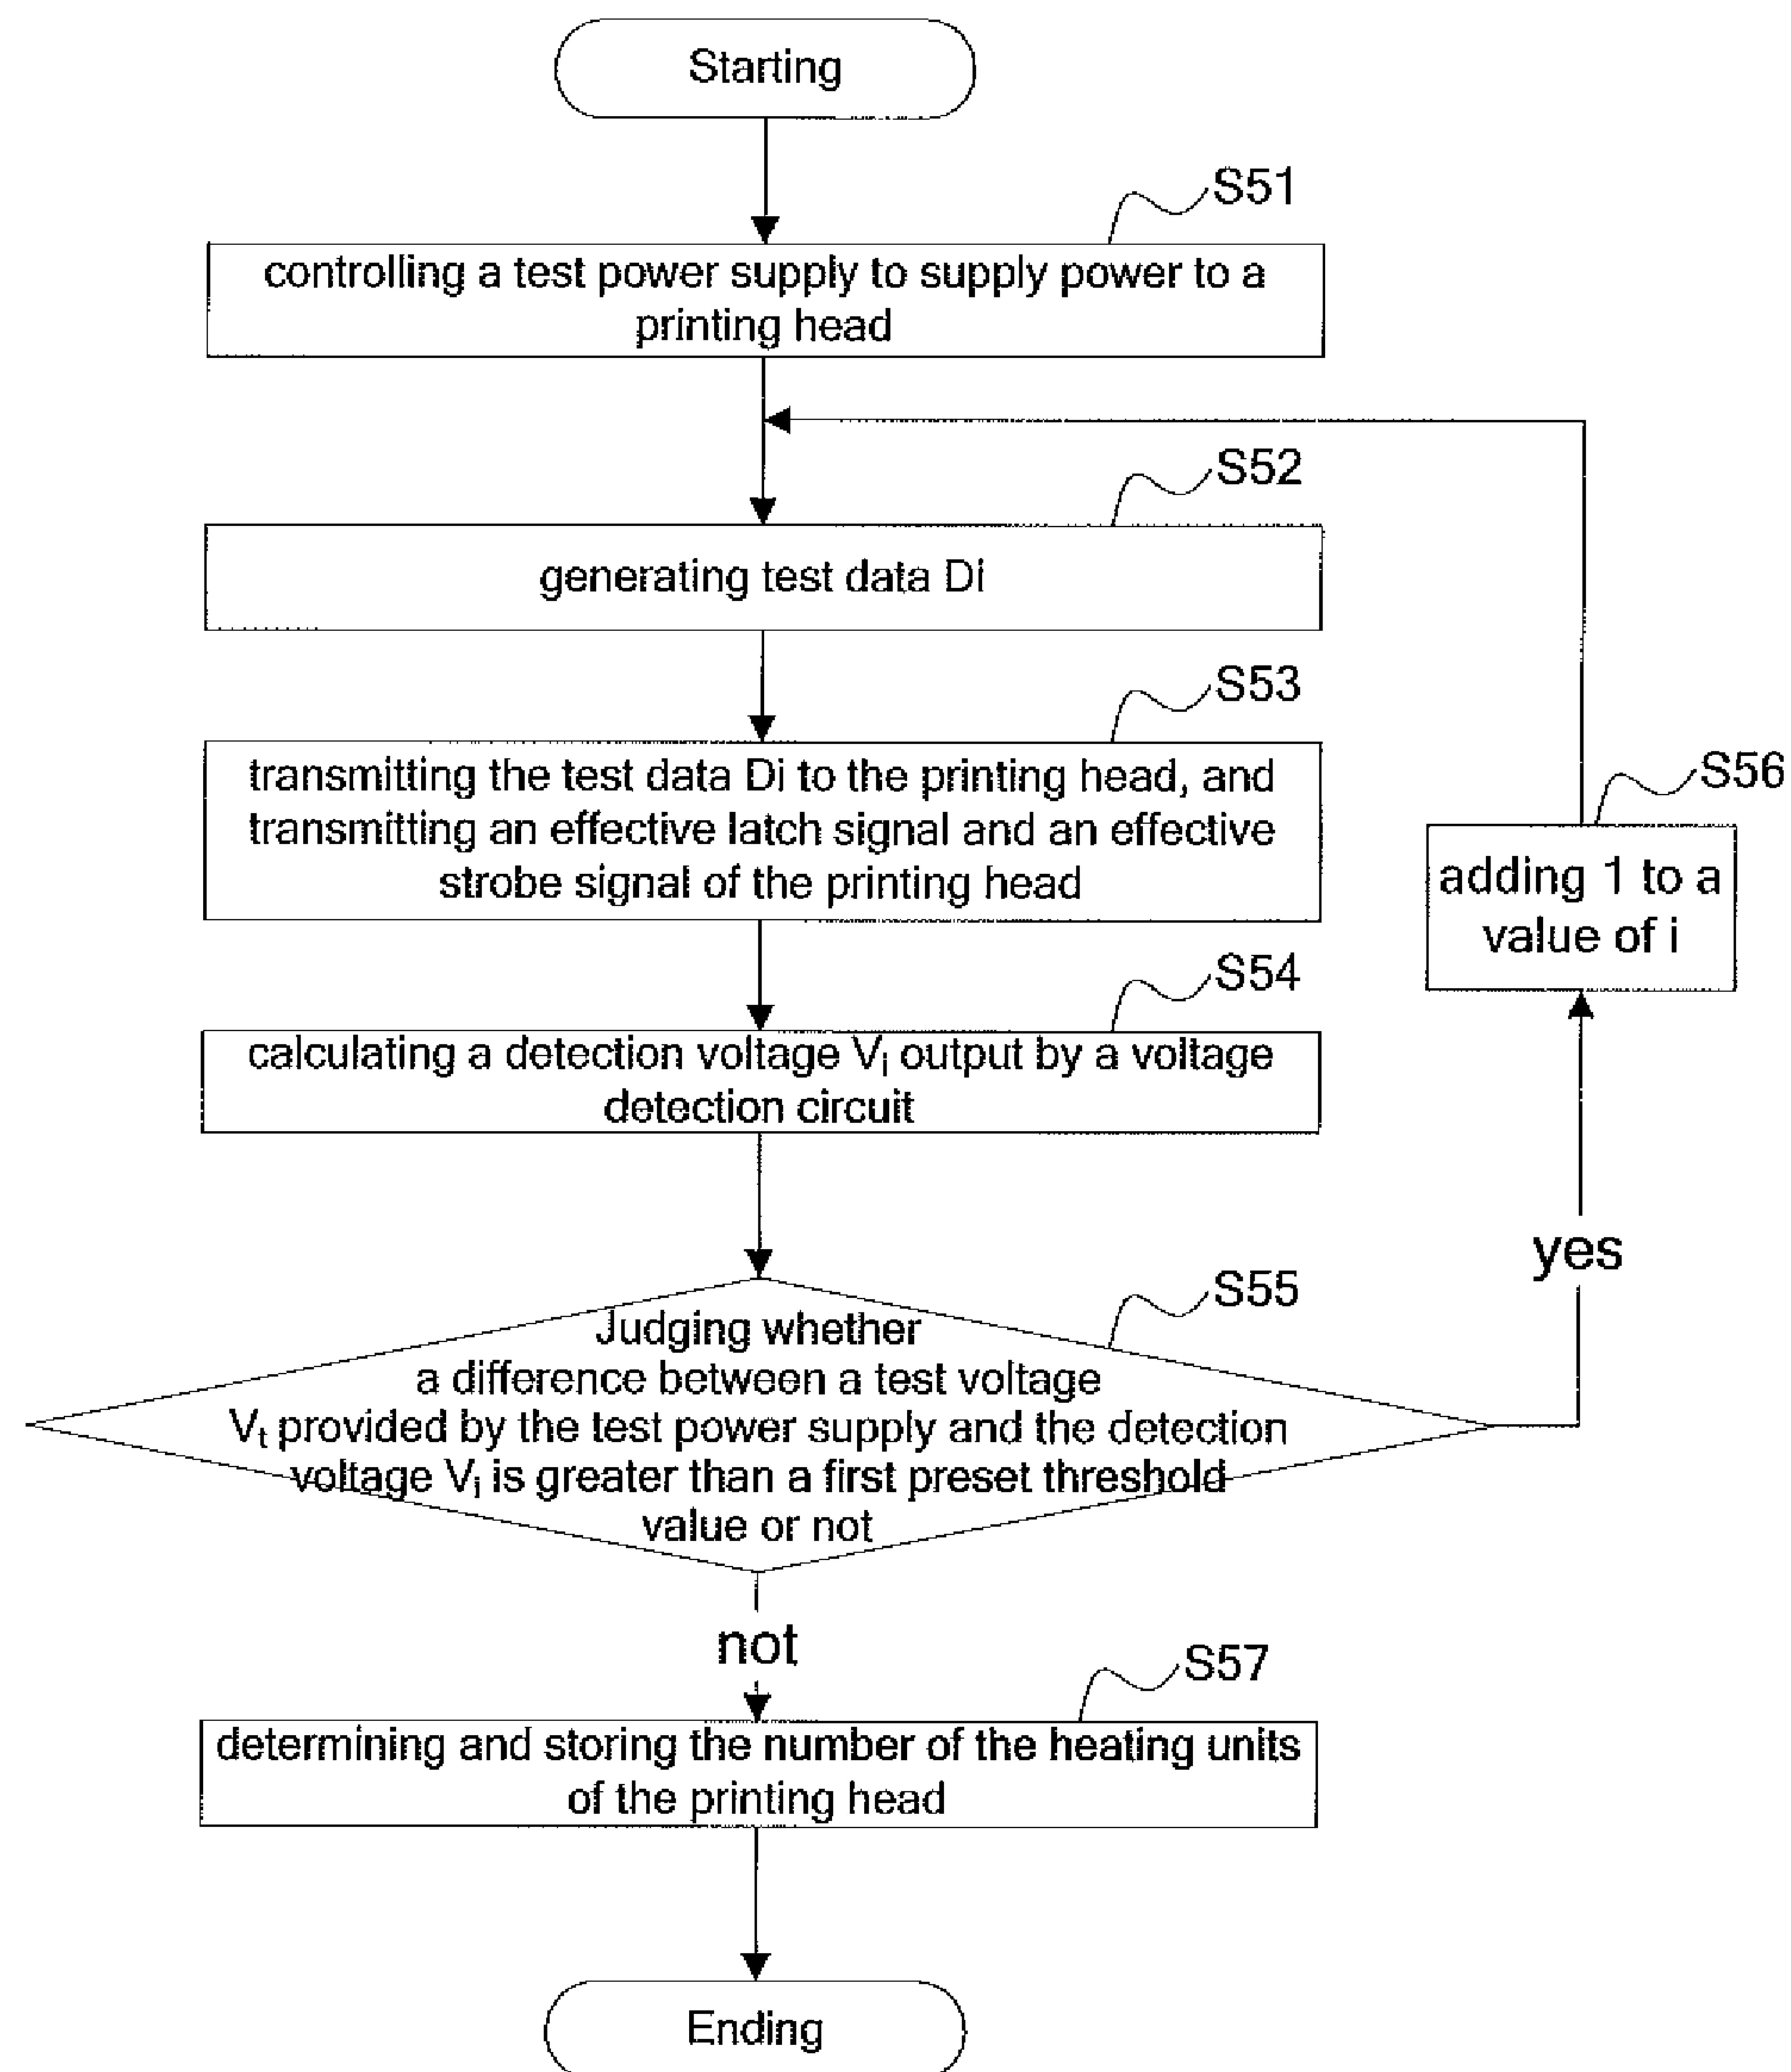 Starting
S51
controlling a test power supply to supply power to a
printing head
S52
generating test data Di
S53
transmitting the test data Di to the printing head, and
transmitting an effective latch signal and an effective
strobe signal of the printing head
S56
adding 1 to a
value of i
S54
calculating a detection voltage Vi output by a voltage
detection circuit
yes
S55
Judging whether
a difference between a test voltage
Vt provided by the test power supply and the detection
voltage Vi is greater than a first preset threshold
value or not
not
S57
determining and storing the number of the heating units
of the printing head
Ending